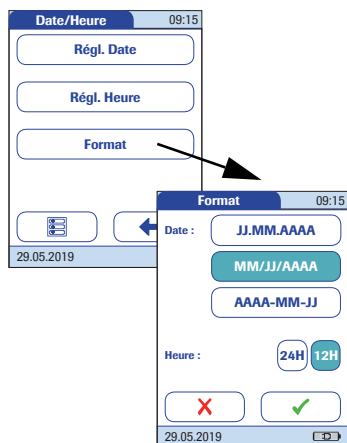 Date/Heure 09:15
Régl. Date
Régl. Heure
Format
29.05.2019
Format 09:15
Date : JJ.MM.AAAA
MM/JJ/AAAA
AAAA-MM-JJ
Heure : 24H 12H
29.05.2019